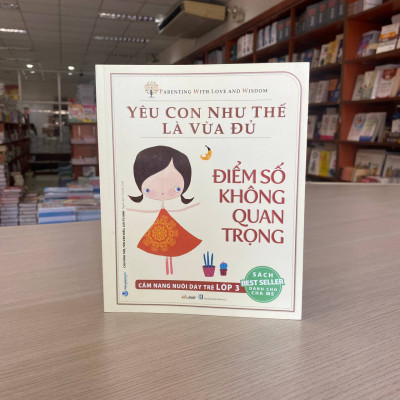 PARENTING WITH LOVE AND WISDOM
YÊU CON NHƯ THẾ
LÀ VỪA ĐỦ
ĐIỂM SỐ
KHÔNG
QUAN
TRỌNG
SÁCH
BEST SELLER
DÀNH CHO
CHA MẸ
CẨM NANG NUÔI DẠY TRẺ LỚP 3